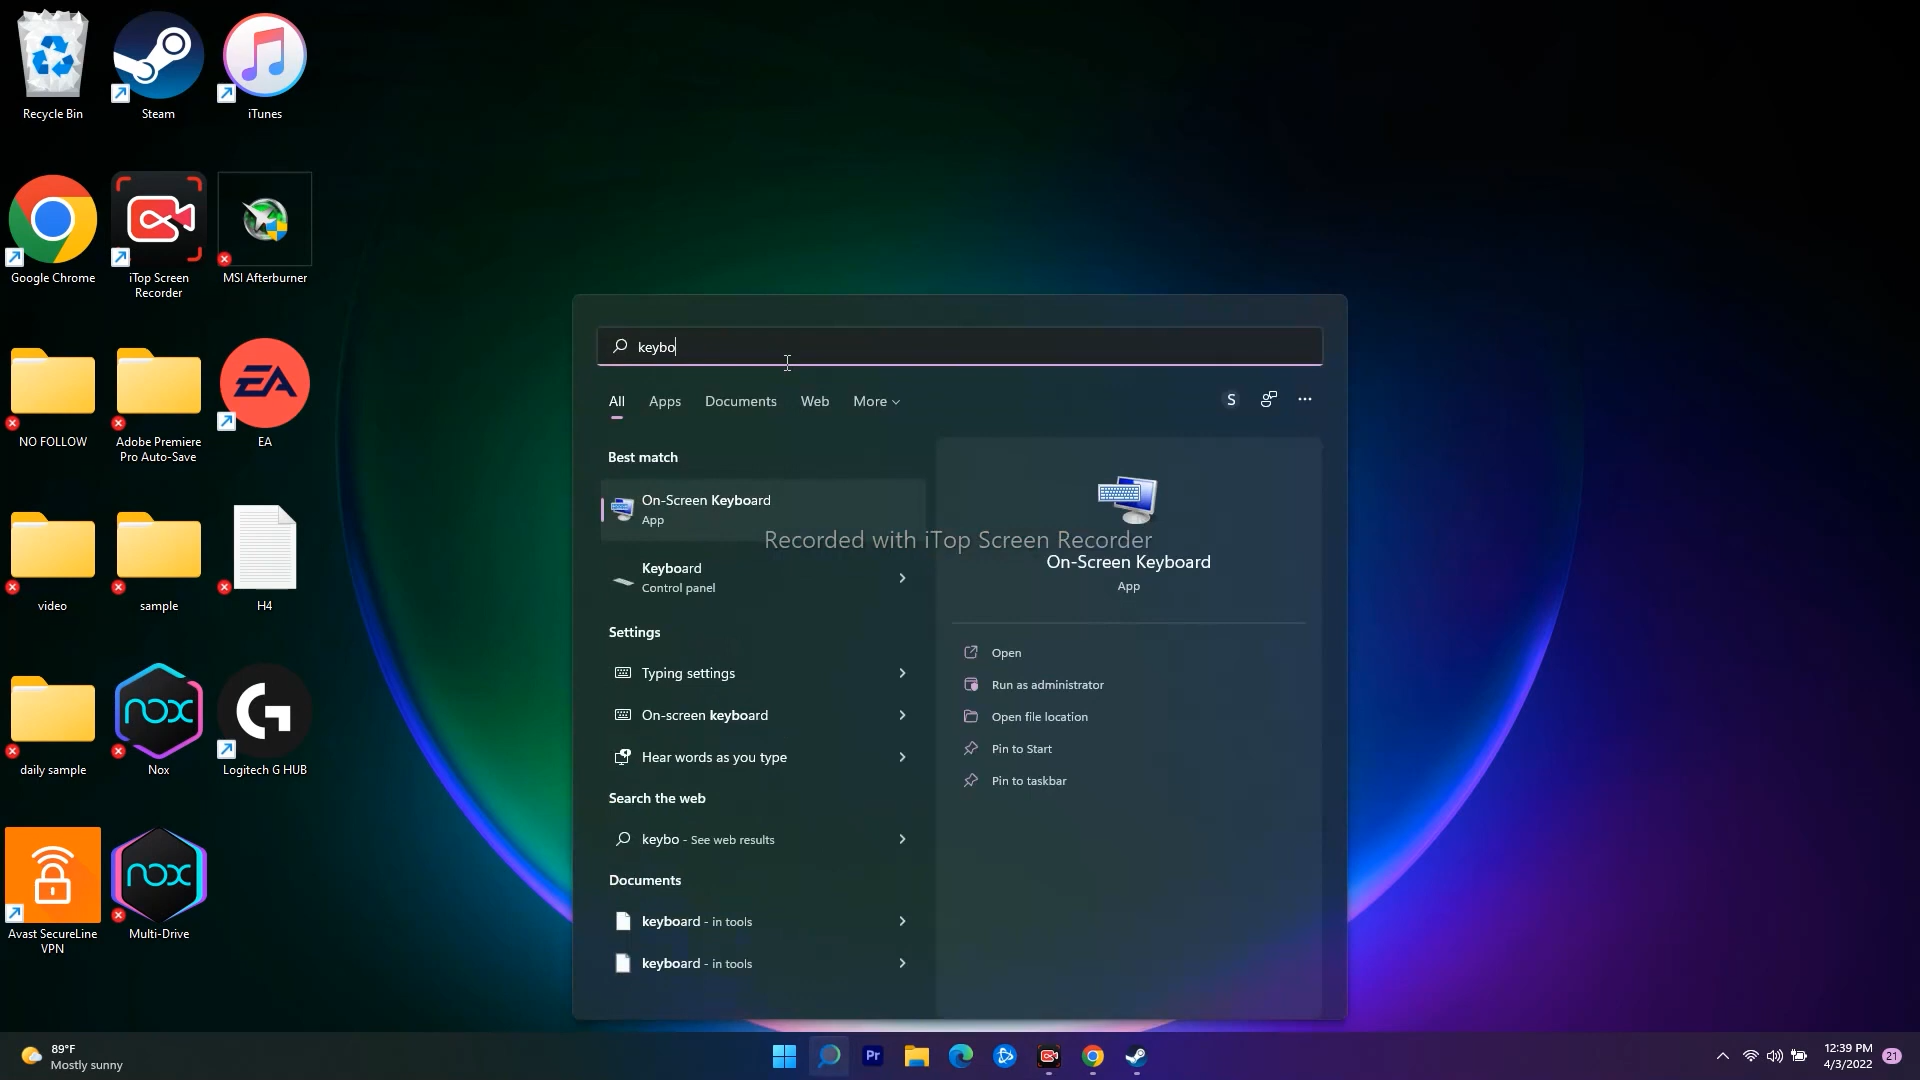 Recycle Bin
Steam
iTunes
Google Chrome
iTop Screen
Recorder
MSI Afterburner
NO FOLLOW
Adobe Premiere
Pro Auto-Save
EA
EA
video
sample
H4
daily sample
nox
Nox
G
Logitech G HUB
Avast SecureLine
VPN
nox
Multi-Drive
keybo
All
Apps
Documents
Web
More
S
Best match
On-Screen Keyboard
App
Keyboard
Control panel
Settings
Typing settings
On-screen keyboard
Hear words as you type
Search the web
keybo - See web results
Documents
keyboard - in tools
keyboard - in tools
Recorded with iTop Screen Recorder
On-Screen Keyboard
App
Open
Run as administrator
Open file location
Pin to Start
Pin to taskbar
89°F
Mostly sunny
Pr
12:39 PM
4/3/2022
21